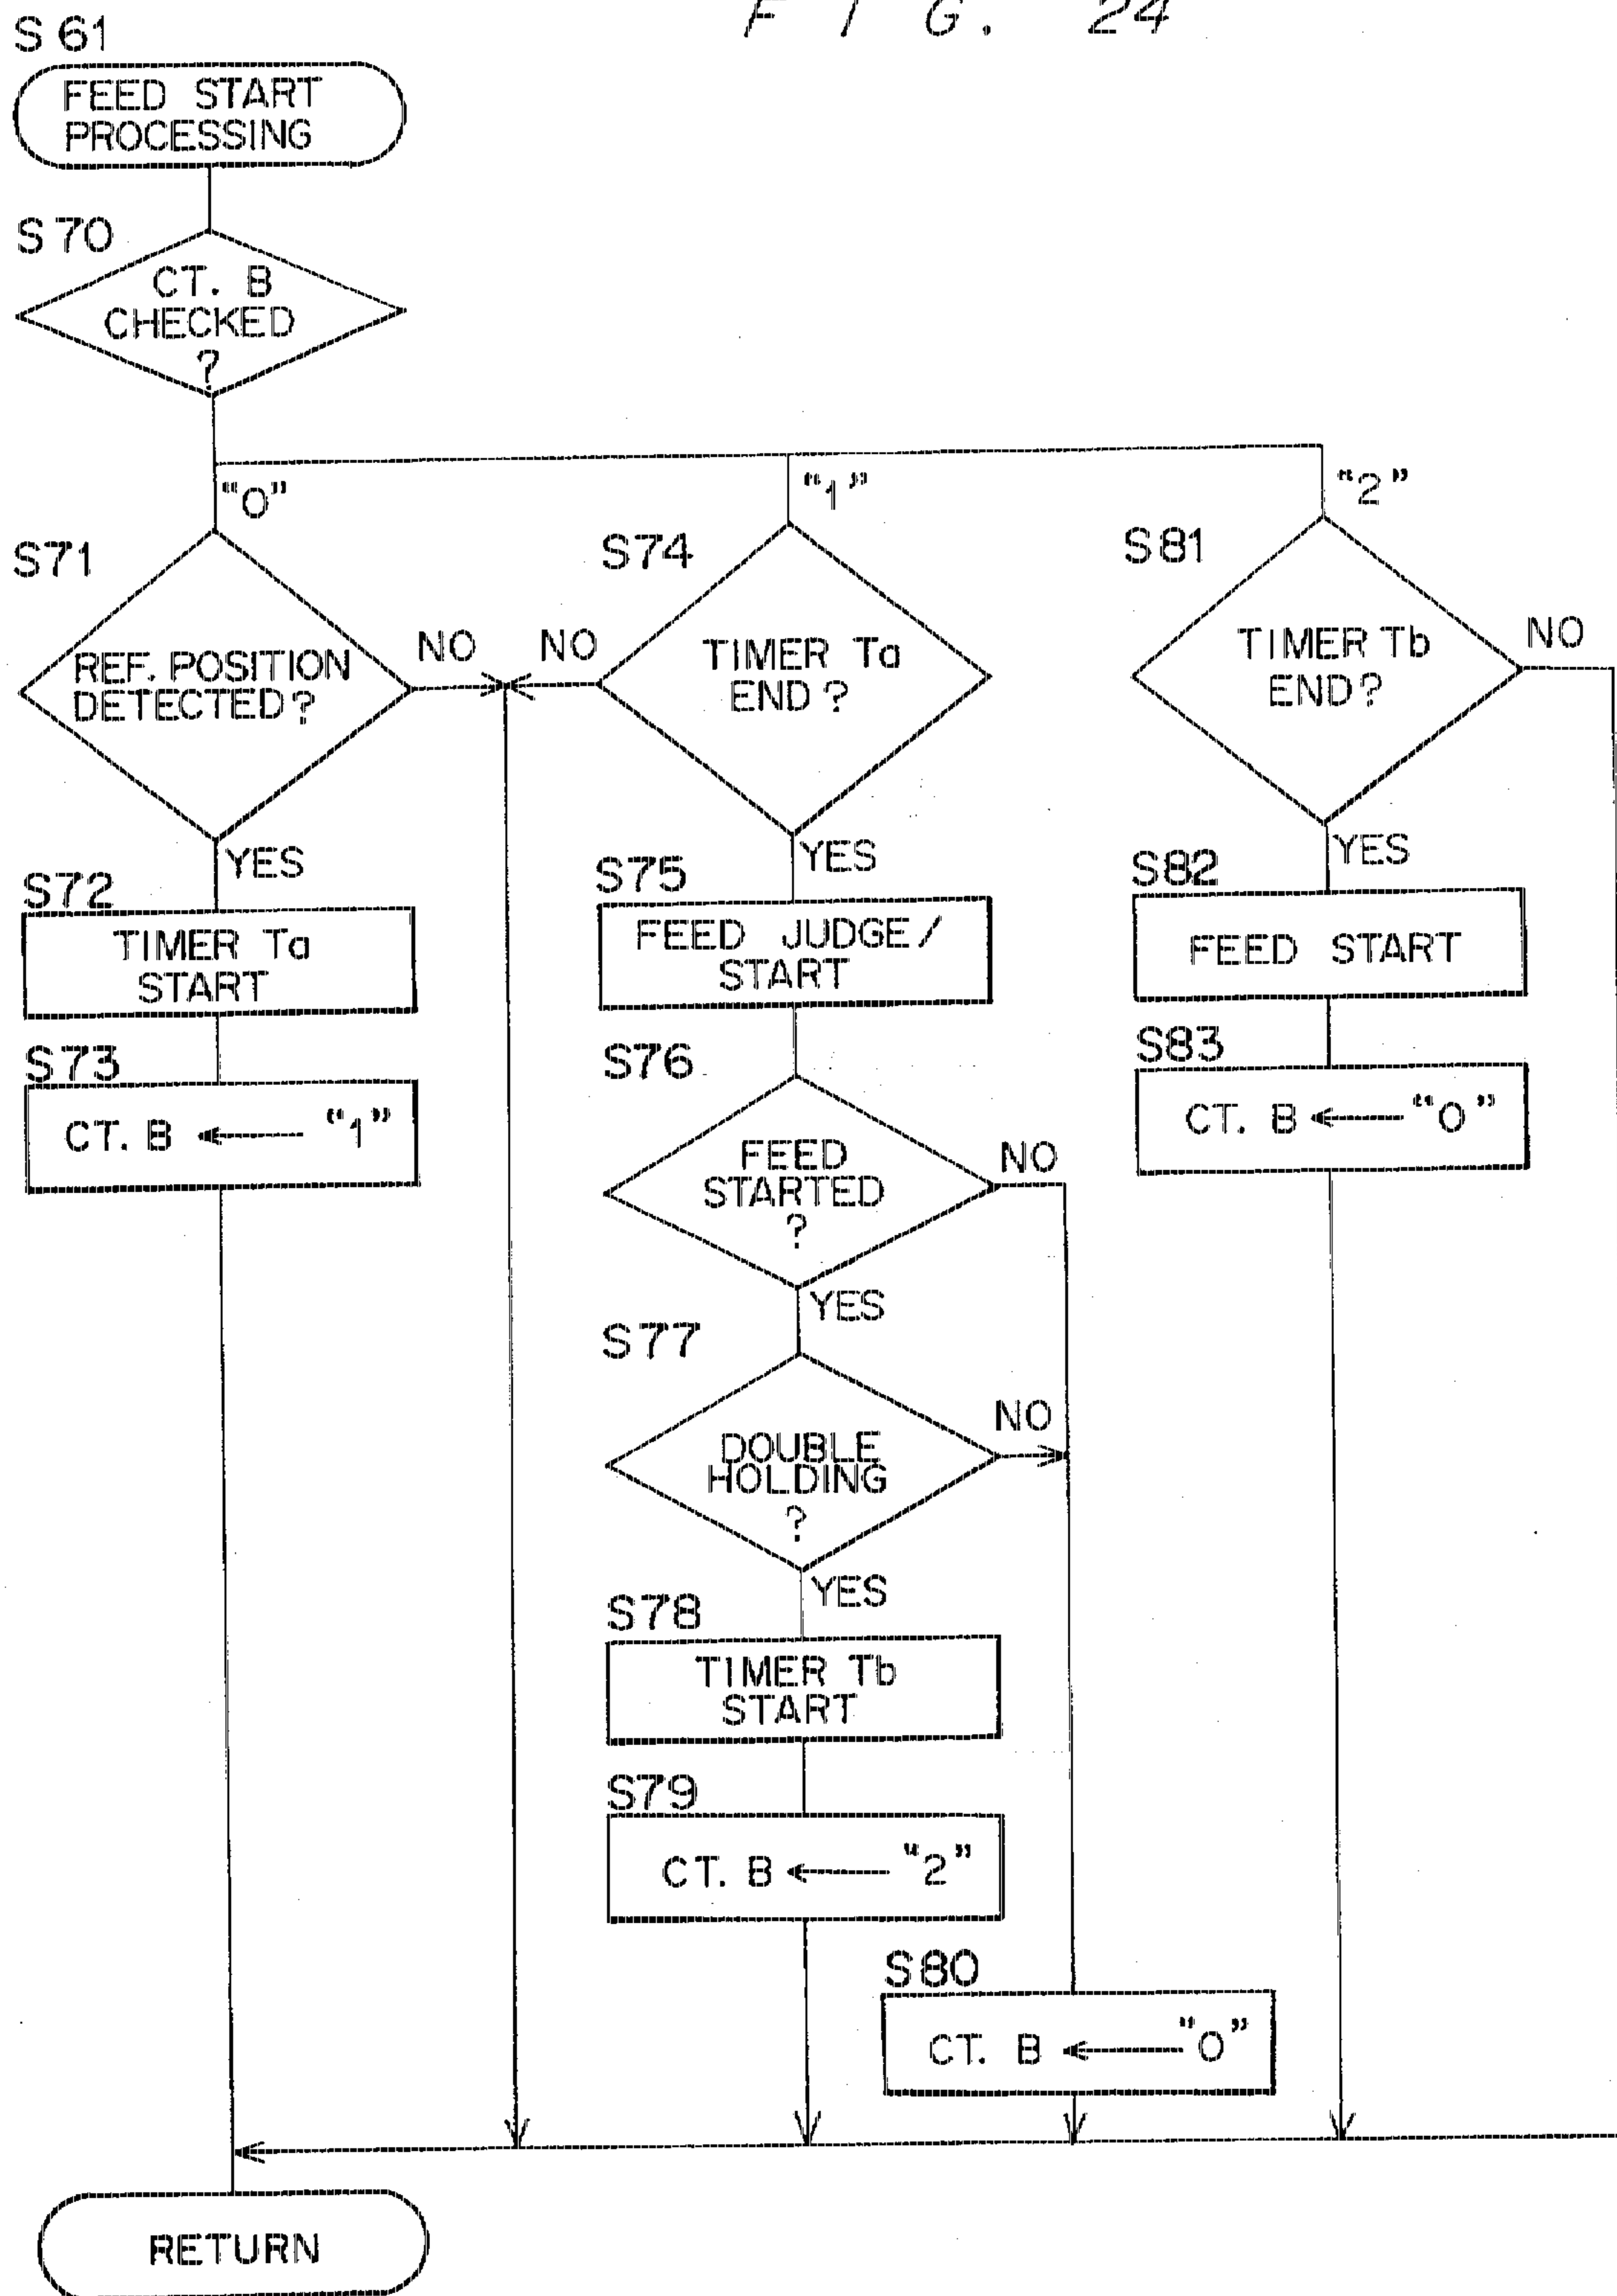 FIG. 24
S61
FEED START
PROCESSING
S70
CT. B
CHECKED
?
"0"
"1"
"2"
S71
REF. POSITION
DETECTED?
NO
YES
S72
TIMER Ta
START
S73
CT. B ← "1"
S74
TIMER Ta
END?
NO
YES
S75
FEED JUDGE/
START
S76
FEED
STARTED
?
NO
YES
S77
DOUBLE
HOLDING
?
NO
YES
S78
TIMER Tb
START
S79
CT. B ← "2"
S80
CT. B ← "0"
S81
TIMER Tb
END?
NO
YES
S82
FEED START
S83
CT. B ← "0"
RETURN